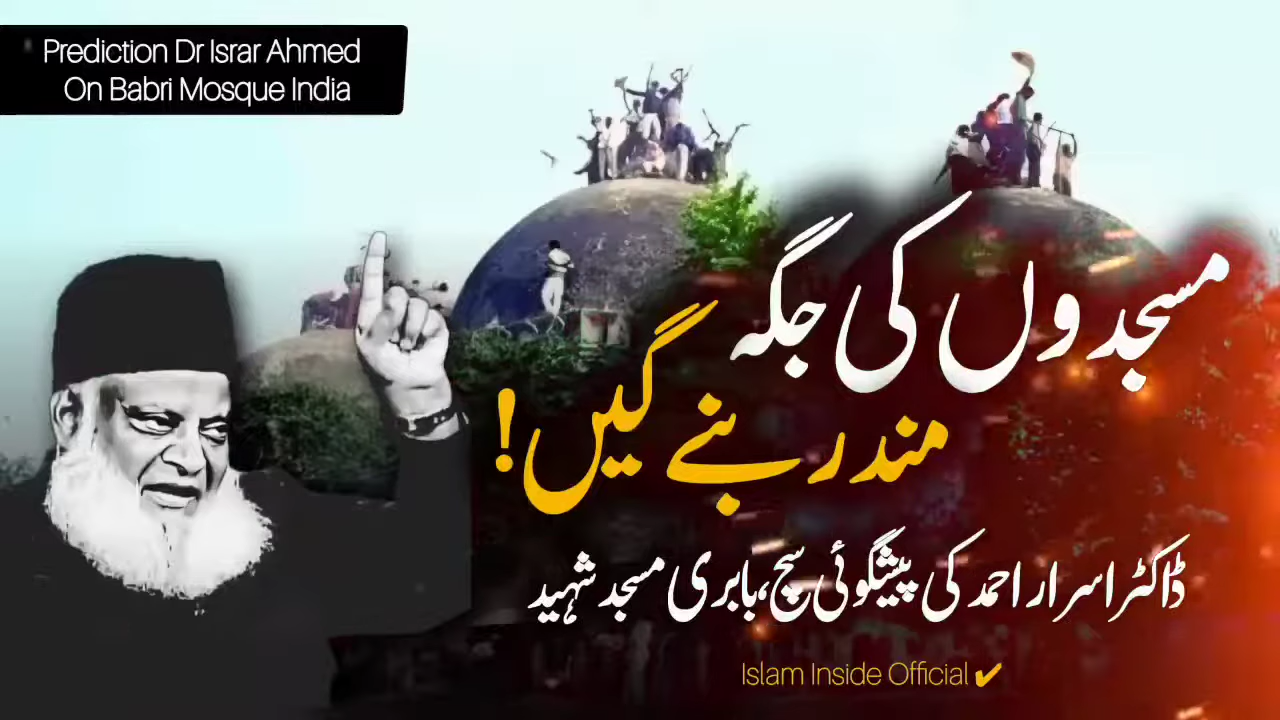 Prediction Dr Israr Ahmed
On Babri Mosque India
مسجدوں کی جگہ
مندر بنے گیں!
ڈاکٹر اسرار احمد کی پیشگوئی سچ، بابری مسجد شہید
Islam Inside Official ✔